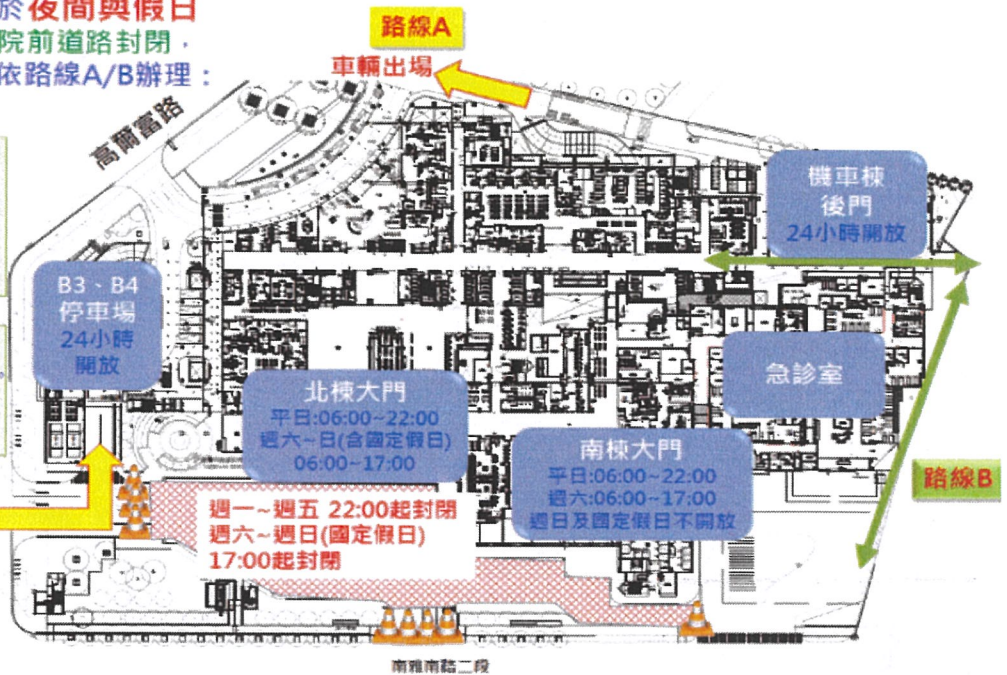 於夜間與假日
院前道路封閉，
依路線A/B辦理：
路線A
車輛出場
高爾富路
機車棟
後門
24小時開放
B3、B4
停車場
24小時
開放
急診室
北棟大門
平日:06:00~22:00
週六~日(含國定假日)
06:00~17:00
南棟大門
平日:06:00~22:00
週六:06:00~17:00
週日及國定假日不開放
路線B
週一~週五 22:00起封閉
週六~週日(國定假日)
17:00起封閉
南雅南路二段